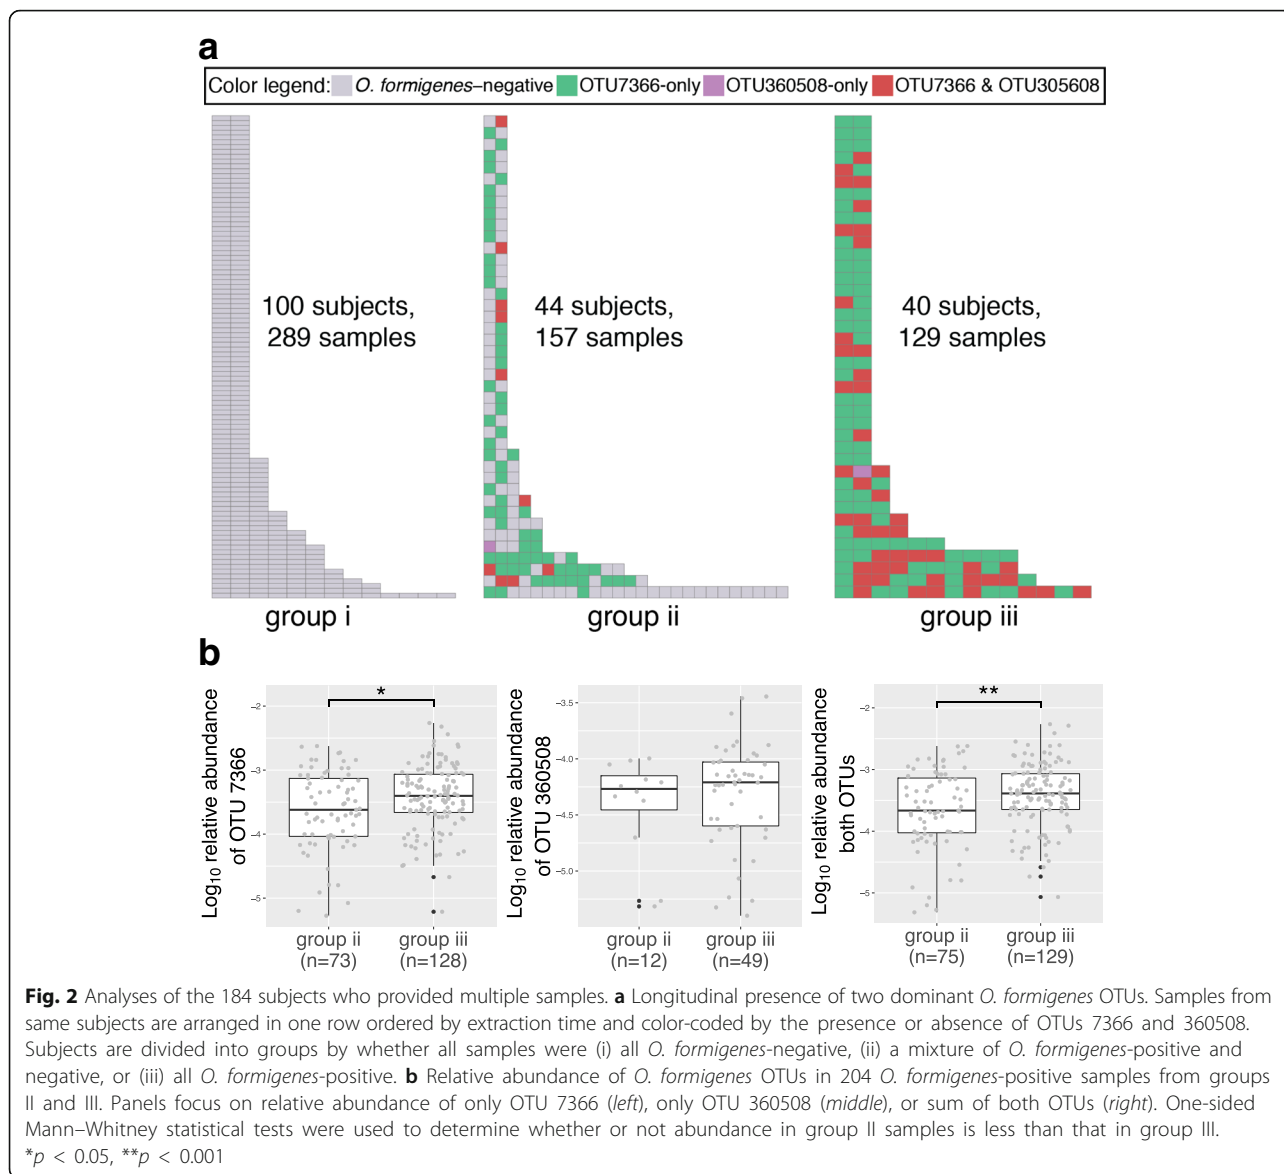 a
Color legend: O. formigenes–negative OTU7366-only OTU360508-only OTU7366 & OTU305608
100 subjects,
289 samples
44 subjects,
157 samples
40 subjects,
129 samples
group i
group ii
group iii
b
Log10 relative abundance
of OTU 7366
−2
−3
−4
−5
*
group ii
(n=73)
group iii
(n=128)
Log10 relative abundance
of OTU 360508
−3.5
−4.0
−4.5
−5.0
group ii
(n=12)
group iii
(n=49)
Log10 relative abundance
both OTUs
−2
−3
−4
−5
**
group ii
(n=75)
group iii
(n=129)
Fig. 2 Analyses of the 184 subjects who provided multiple samples. a Longitudinal presence of two dominant O. formigenes OTUs. Samples from
same subjects are arranged in one row ordered by extraction time and color-coded by the presence or absence of OTUs 7366 and 360508.
Subjects are divided into groups by whether all samples were (i) all O. formigenes-negative, (ii) a mixture of O. formigenes-positive and
negative, or (iii) all O. formigenes-positive. b Relative abundance of O. formigenes OTUs in 204 O. formigenes-positive samples from groups
II and III. Panels focus on relative abundance of only OTU 7366 (left), only OTU 360508 (middle), or sum of both OTUs (right). One-sided
Mann–Whitney statistical tests were used to determine whether or not abundance in group II samples is less than that in group III.
*p < 0.05, **p < 0.001